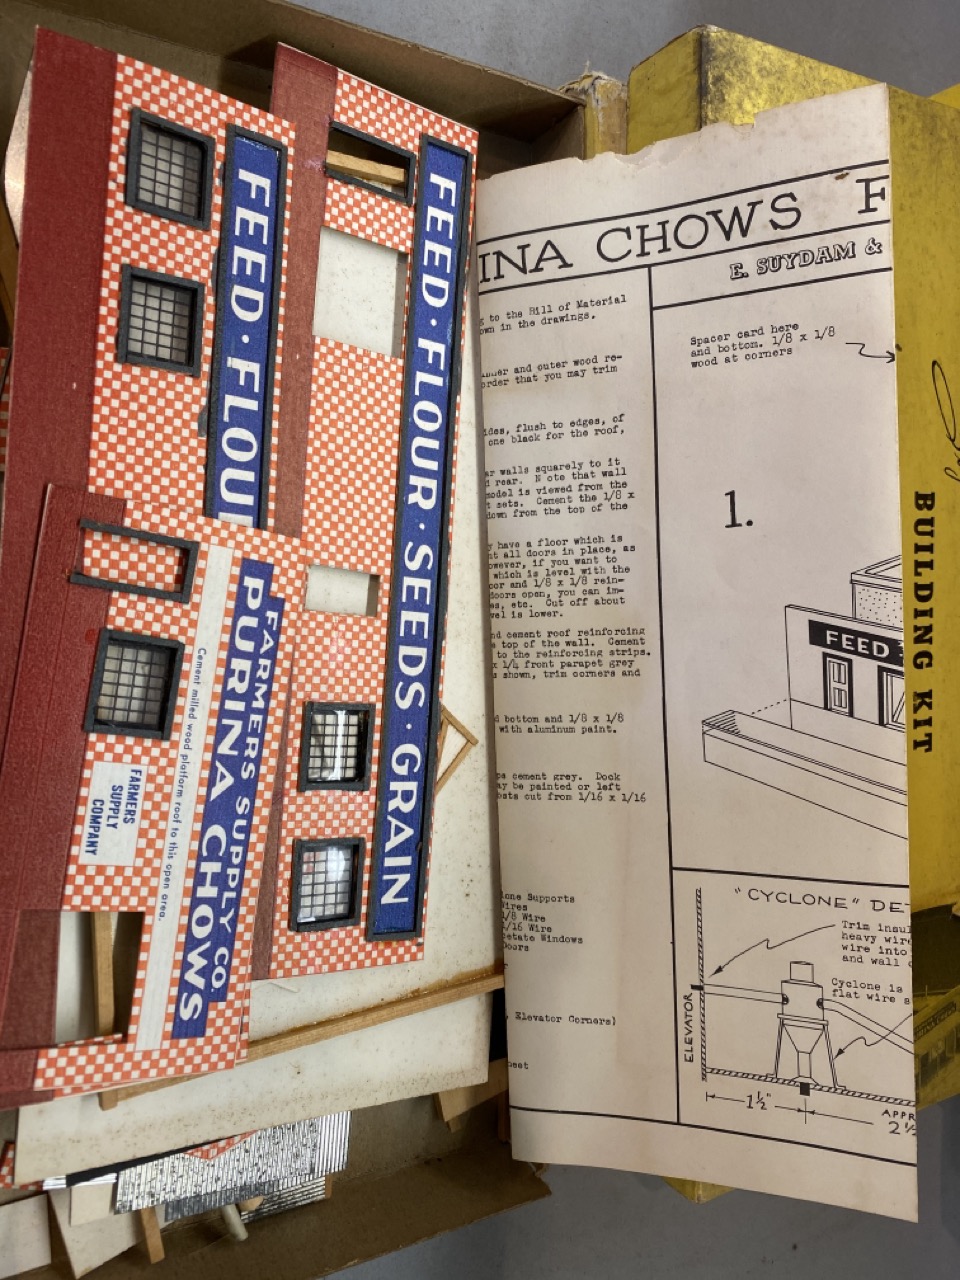 FEED · FLOUR
FEED · FLOUR · SEEDS · GRAIN
FARMERS SUPPLY CO.
PURINA CHOWS
Cement milled wood platform roof to this open area.
FARMERS
SUPPLY
COMPANY
INA CHOWS F
E. SUYDAM &
to the Bill of Material
own in the drawings.
inner and outer wood re-
order that you may trim
ides, flush to edges, of
one black for the roof,
ar walls squarely to it
d rear. Note that wall
model is viewed from the
t sets. Cement the 1/8 x
down from the top of the
y have a floor which is
nt all doors in place, as
owever, if you want to
which is level with the
oor and 1/8 x 1/8 rein-
doors open, you can im-
es, etc. Cut off about
vel is lower.
nd cement roof reinforcing
top of the wall. Cement
to the reinforcing strips.
x 1/4 front parapet grey
s shown, trim corners and
d bottom and 1/8 x 1/8
with aluminum paint.
ps cement grey. Dock
ay be painted or left
osts cut from 1/16 x 1/16
one Supports
Wires
1/8 Wire
1/16 Wire
etate Windows
Doors
, Elevator Corners)
heet
Spacer card here
and bottom. 1/8 x 1/8
wood at corners
1.
FEED
"CYCLONE" DE
Trim insul
heavy wire
wire into
and wall
Cyclone is
flat wire s
ELEVATOR
1½"
APPR
2½
BUILDING KIT